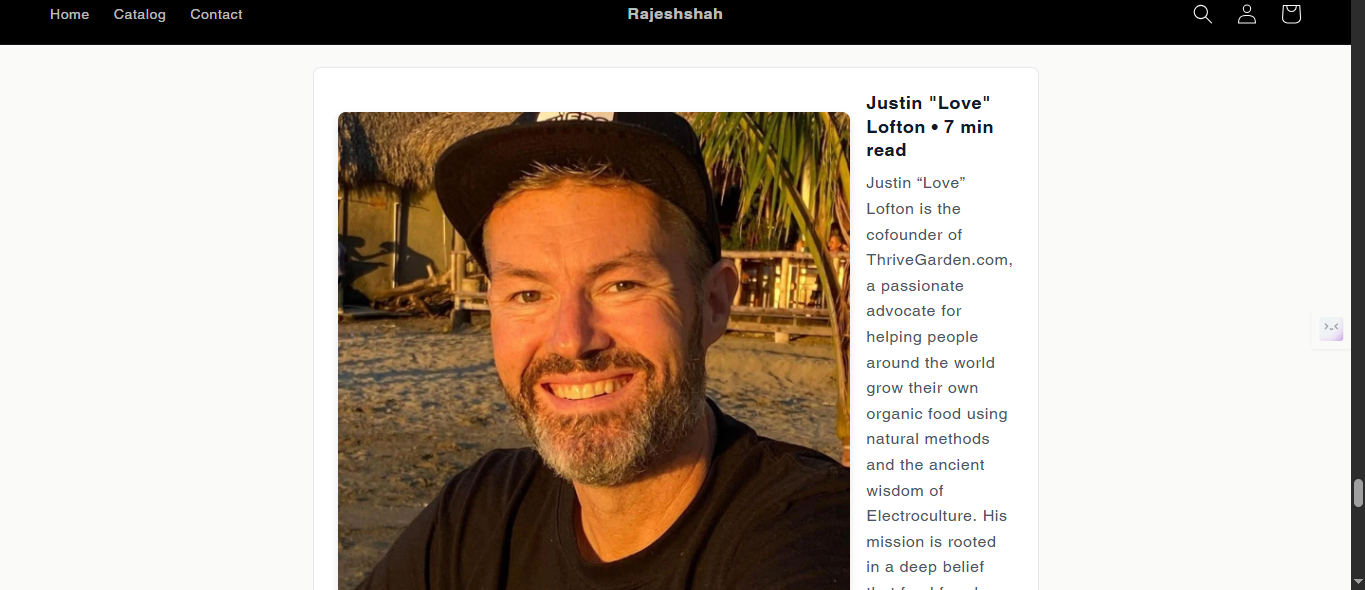 Home Catalog Contact
Rajeshshah
Justin "Love"
Lofton • 7 min
read
Justin “Love”
Lofton is the
cofounder of
ThriveGarden.com,
a passionate
advocate for
helping people
around the world
grow their own
organic food using
natural methods
and the ancient
wisdom of
Electroculture. His
mission is rooted
in a deep belief